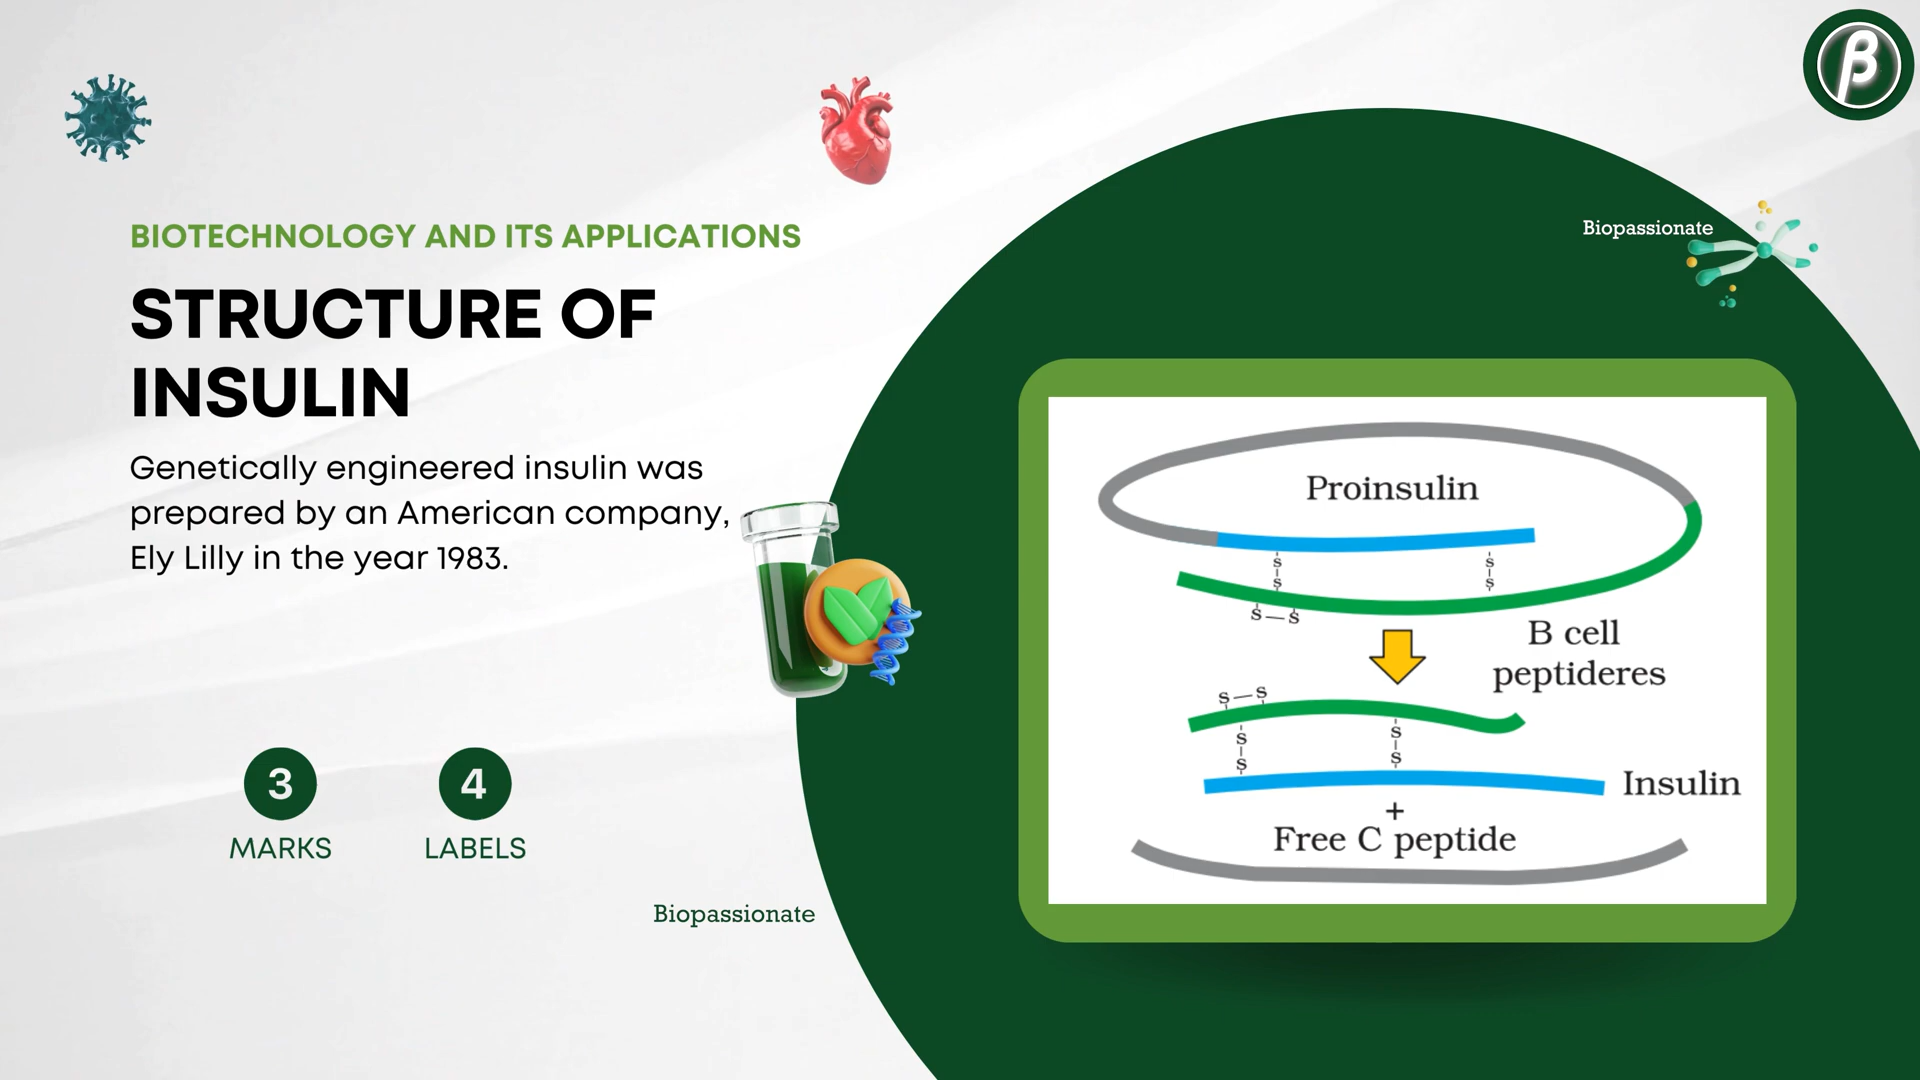 β
BIOTECHNOLOGY AND ITS APPLICATIONS
STRUCTURE OF
INSULIN
Genetically engineered insulin was
prepared by an American company,
Ely Lilly in the year 1983.
3
MARKS
4
LABELS
Biopassionate
Biopassionate
Proinsulin
S
S
S
S
S — S
B cell
peptideres
S — S
S
S
S
S
Insulin
+
Free C peptide